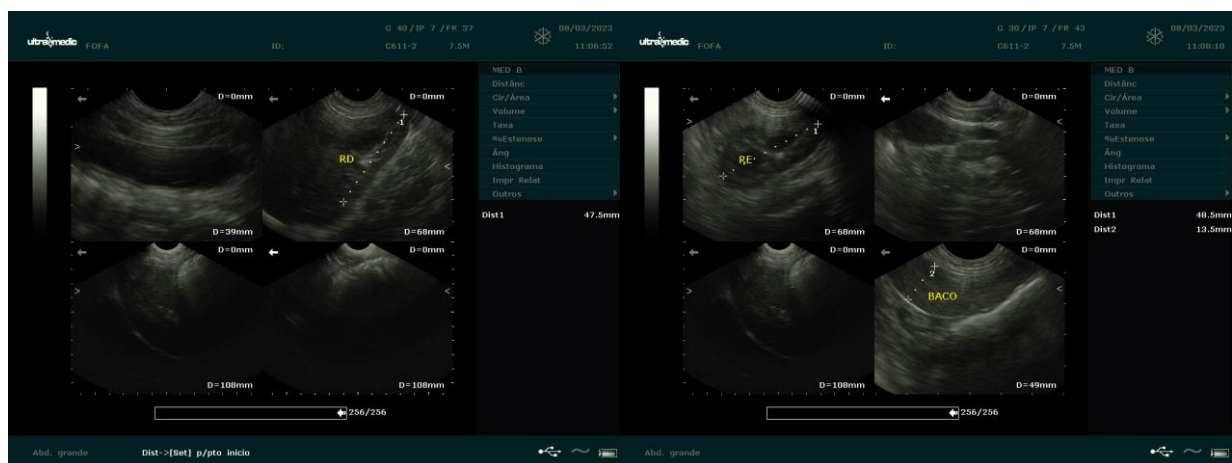 ultramedic FOFA
ID:
G 40/IP 7 /FR 37
C611-2 7.5M
08/03/2023
11:06:52
D=0mm
1
RD
D=39mm
D=68mm
D=0mm
D=0mm
D=108mm
D=108mm
256/256
MED B
Distânc
Cir/Área
Volume
Taxa
%Estenose
Âng
Histograma
Impr Relat
Outros
Dist1 47.5mm
Abd. grande
Dist->[Set] p/pto início
ultramedic FOFA
ID:
G 30/IP 7 /FR 43
C611-2 7.5M
08/03/2023
11:08:10
D=0mm
D=0mm
1
RE
D=68mm
D=68mm
D=0mm
D=0mm
2
BACO
D=108mm
D=49mm
256/256
MED B
Distânc
Cir/Área
Volume
Taxa
%Estenose
Âng
Histograma
Impr Relat
Outros
Dist1 48.5mm
Dist2 13.5mm
Abd. grande